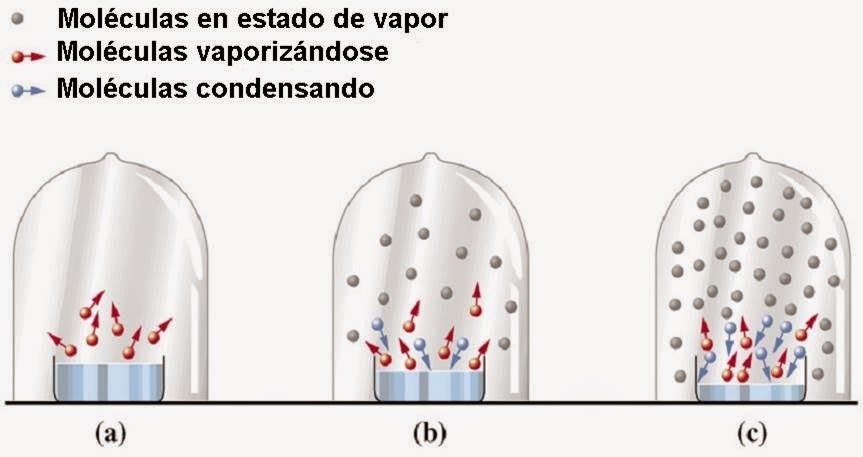 Moléculas en estado de vapor
Moléculas vaporizándose
Moléculas condensando
(a) (b) (c)